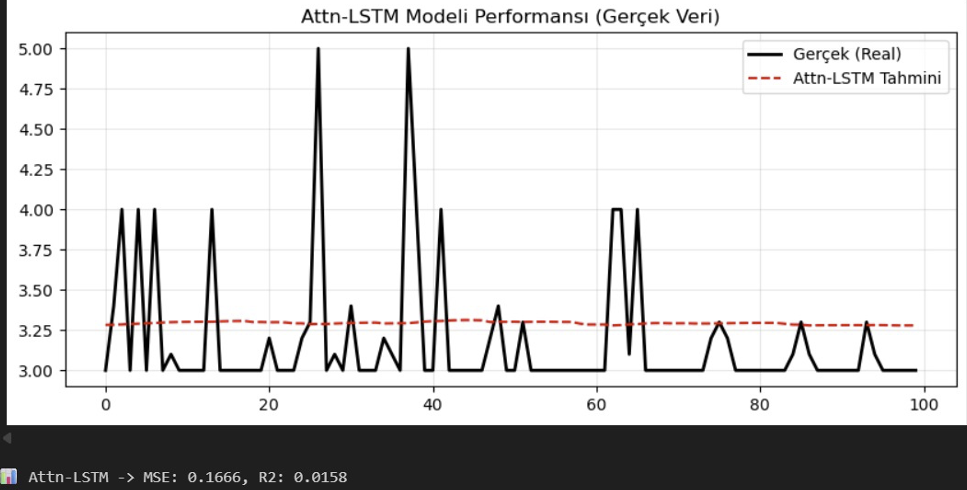 Attn-LSTM Modeli Performansı (Gerçek Veri)
Gerçek (Real)
Attn-LSTM Tahmini
5.00
4.75
4.50
4.25
4.00
3.75
3.50
3.25
3.00
0 20 40 60 80 100
Attn-LSTM -> MSE: 0.1666, R2: 0.0158